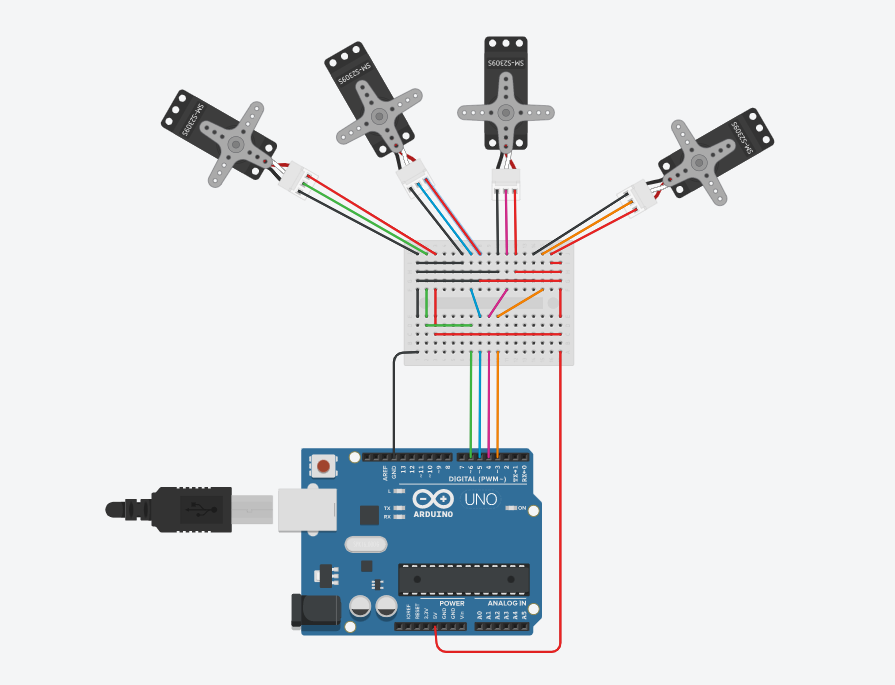 SM-S2309S
SM-S2309S
SM-S2309S
SM-S2309S
AREF
GND
13
12
~11
~10
~9
8
7
~6
~5
4
~3
2
TX→1
RX←0
DIGITAL (PWM ~)
L
TX
RX
UNO
ARDUINO
ON
POWER
ANALOG IN
IOREF
RESET
3.3V
5V
GND
GND
Vin
A0
A1
A2
A3
A4
A5